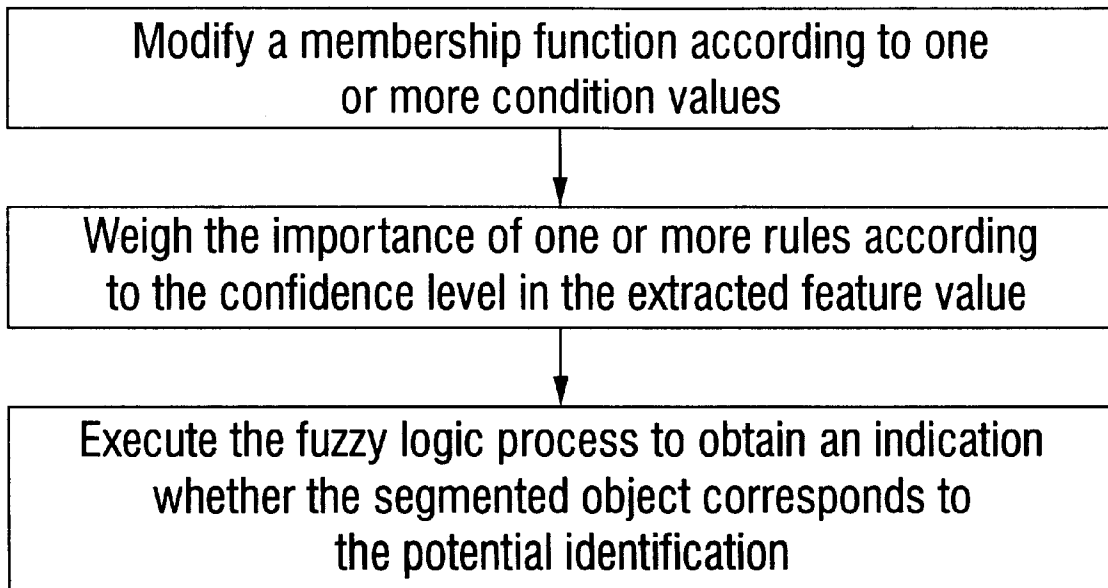 Modify a membership function according to one
or more condition values
Weigh the importance of one or more rules according
to the confidence level in the extracted feature value
Execute the fuzzy logic process to obtain an indication
whether the segmented object corresponds to
the potential identification